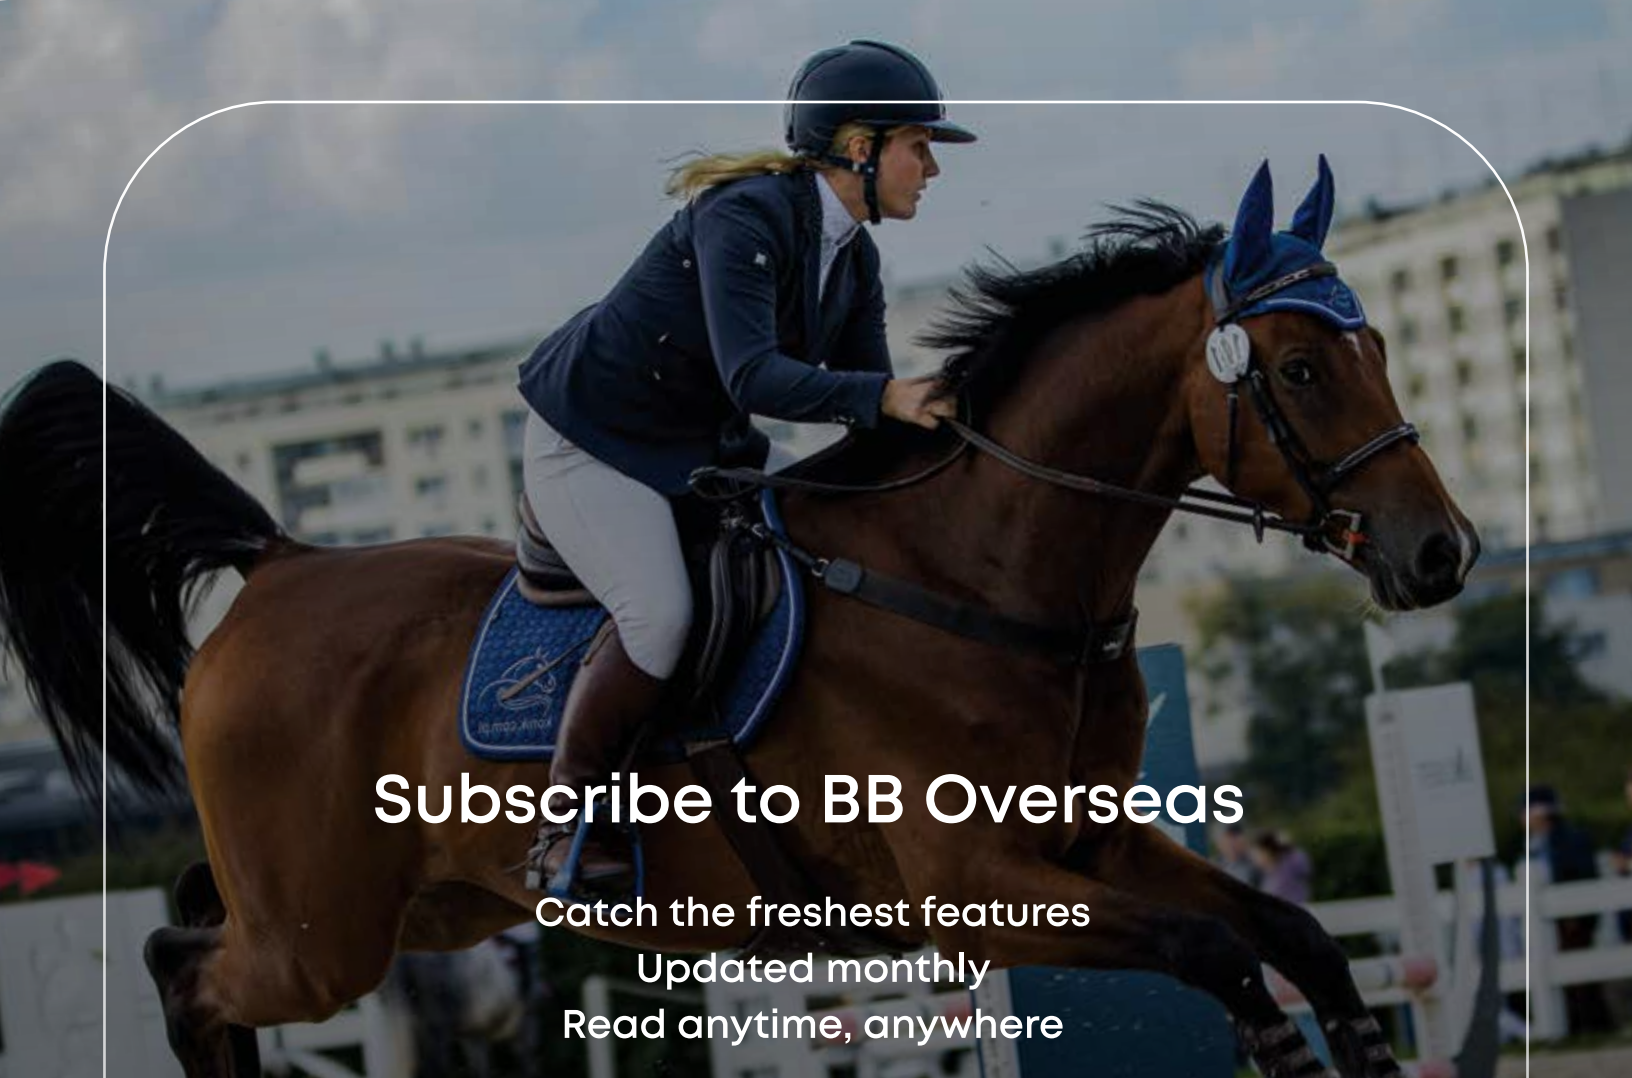 Subscribe to BB Overseas
Catch the freshest features
Updated monthly
Read anytime, anywhere